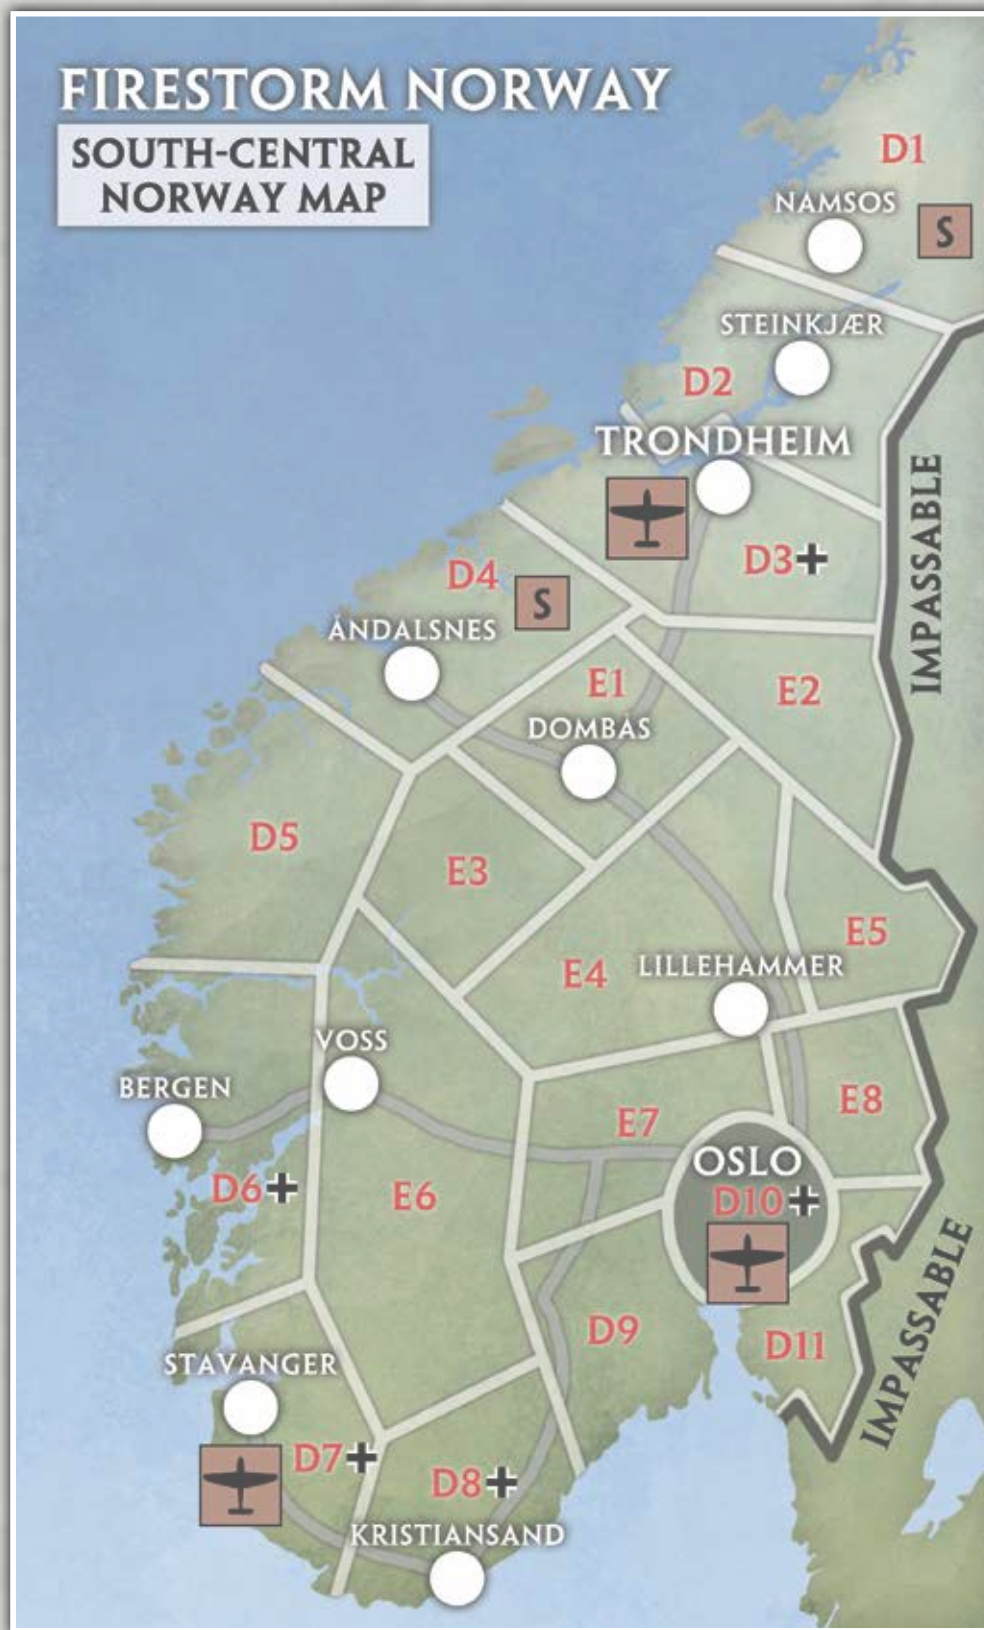 FIRESTORM NORWAY
SOUTH-CENTRAL
NORWAY MAP
D1
NAMSOS
S
STEINKJÆR
D2
TRONDHEIM
IMPASSABLE
D3
D4
S
ÅNDALSNES
E1
E2
DOMBAS
D5
E3
E5
E4
LILLEHAMMER
VOSS
BERGEN
E8
E7
OSLO
D6
E6
D10
IMPASSABLE
D9
D11
STAVANGER
D7
D8
KRISTIANSAND